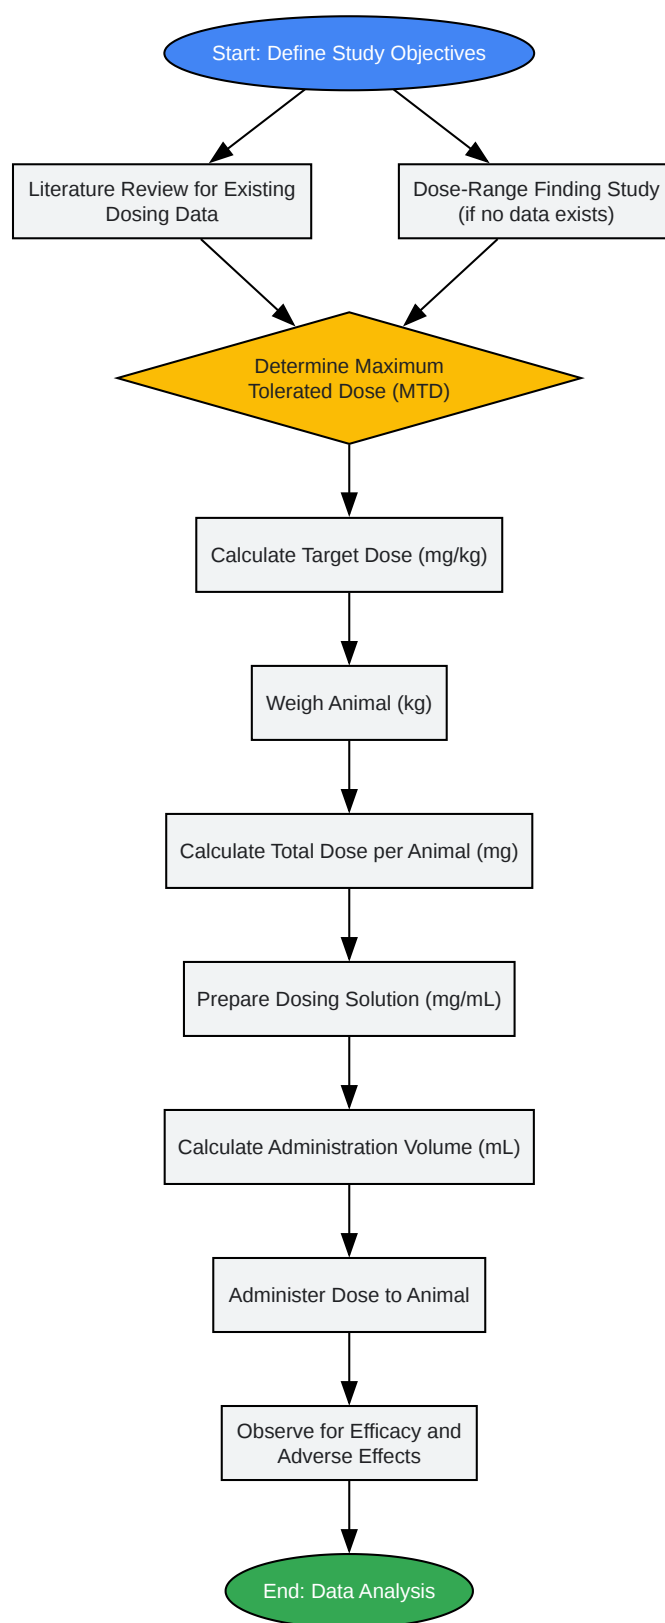 Start: Define Study Objectives
Literature Review for Existing
Dosing Data
Dose-Range Finding Study
(if no data exists)
Determine Maximum
Tolerated Dose (MTD)
Calculate Target Dose (mg/kg)
Weigh Animal (kg)
Calculate Total Dose per Animal (mg)
Prepare Dosing Solution (mg/mL)
Calculate Administration Volume (mL)
Administer Dose to Animal
Observe for Efficacy and
Adverse Effects
End: Data Analysis